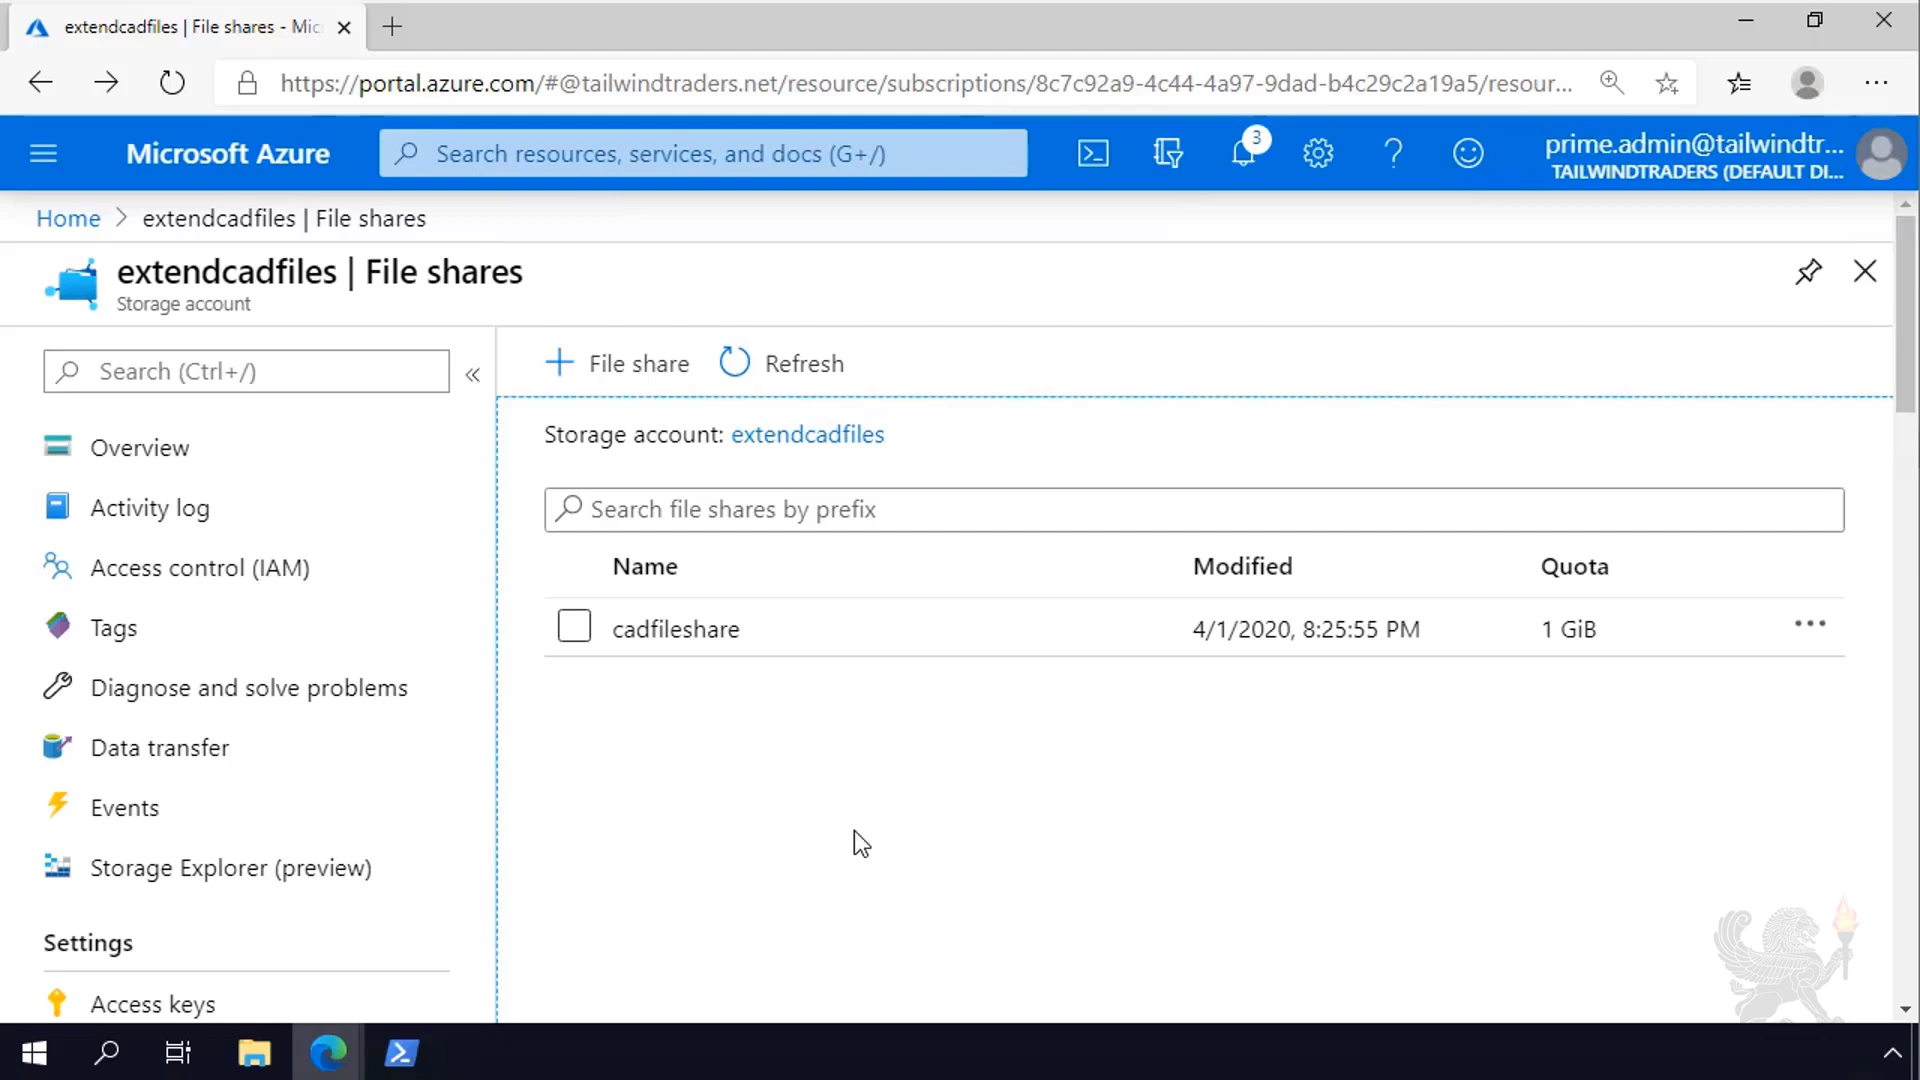 extendcadfiles | File shares - Mic
https://portal.azure.com/#@tailwindtraders.net/resource/subscriptions/8c7c92a9-4c44-4a97-9dad-b4c29c2a19a5/resour...
Microsoft Azure
Search resources, services, and docs (G+/)
3
prime.admin@tailwindtr...
TAILWINDTRADERS (DEFAULT DI...
Home > extendcadfiles | File shares
extendcadfiles | File shares
Storage account
Search (Ctrl+/)
«
Overview
Activity log
Access control (IAM)
Tags
Diagnose and solve problems
Data transfer
Events
Storage Explorer (preview)
Settings
Access keys
+ File share
Refresh
Storage account: extendcadfiles
Search file shares by prefix
Name Modified Quota
cadfileshare 4/1/2020, 8:25:55 PM 1 GiB